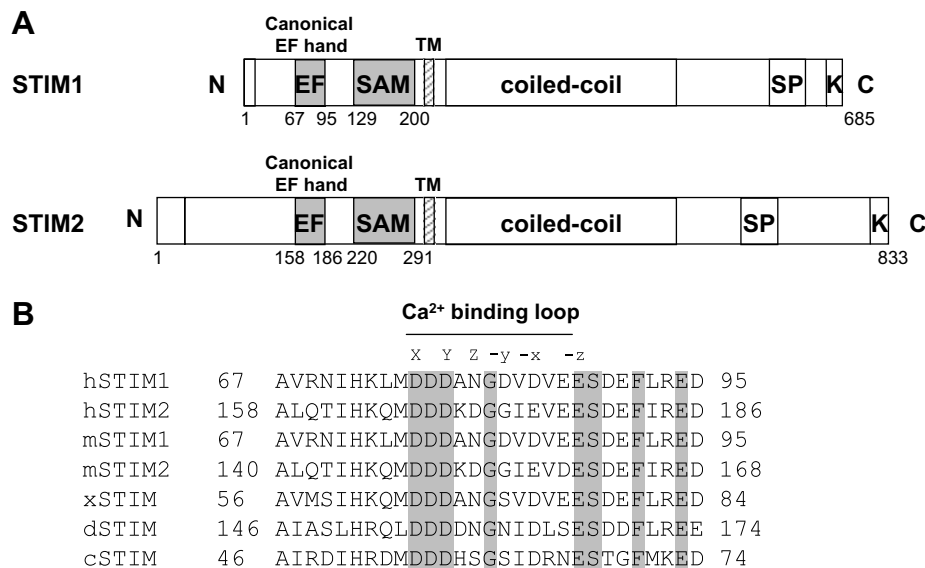 A
Canonical
EF hand
TM
STIM1 N EF SAM coiled-coil SP K C
1 67 95 129 200 685
Canonical
EF hand
TM
STIM2 N EF SAM coiled-coil SP K C
1 158 186 220 291 833
B
Ca²⁺ binding loop
X Y Z -y -x -z
hSTIM1 67 AVRNIHKLMDDDANGDVDVEESDEFLRED 95
hSTIM2 158 ALQTIHKQMDDDKDGGIEVEESDEFIRED 186
mSTIM1 67 AVRNIHKLMDDDANGDVDVEESDEFLRED 95
mSTIM2 140 ALQTIHKQMDDDKDGGIEVDESDEFIRED 168
xSTIM 56 AVMSIHKQMDDDANGSVDVEESDEFLRED 84
dSTIM 146 AIASLHRQLDDDDNGNIDLSESDDFLREE 174
cSTIM 46 AIRDIHRDMDDDHSGSIDRNESTGFMKED 74